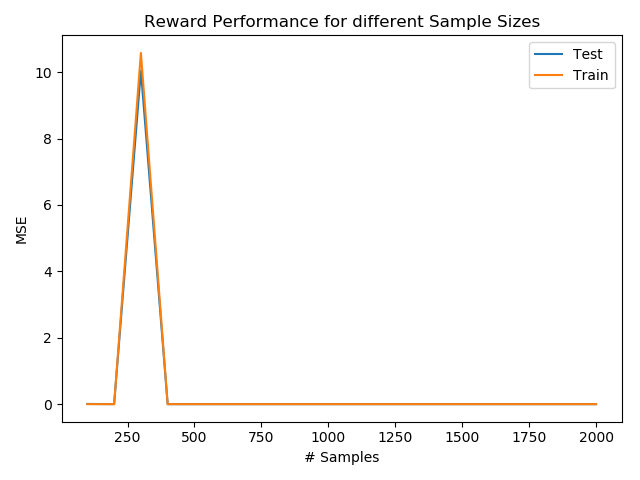 Reward Performance for different Sample Sizes
Test
Train
10
8
6
4
2
0
MSE
250 500 750 1000 1250 1500 1750 2000
# Samples